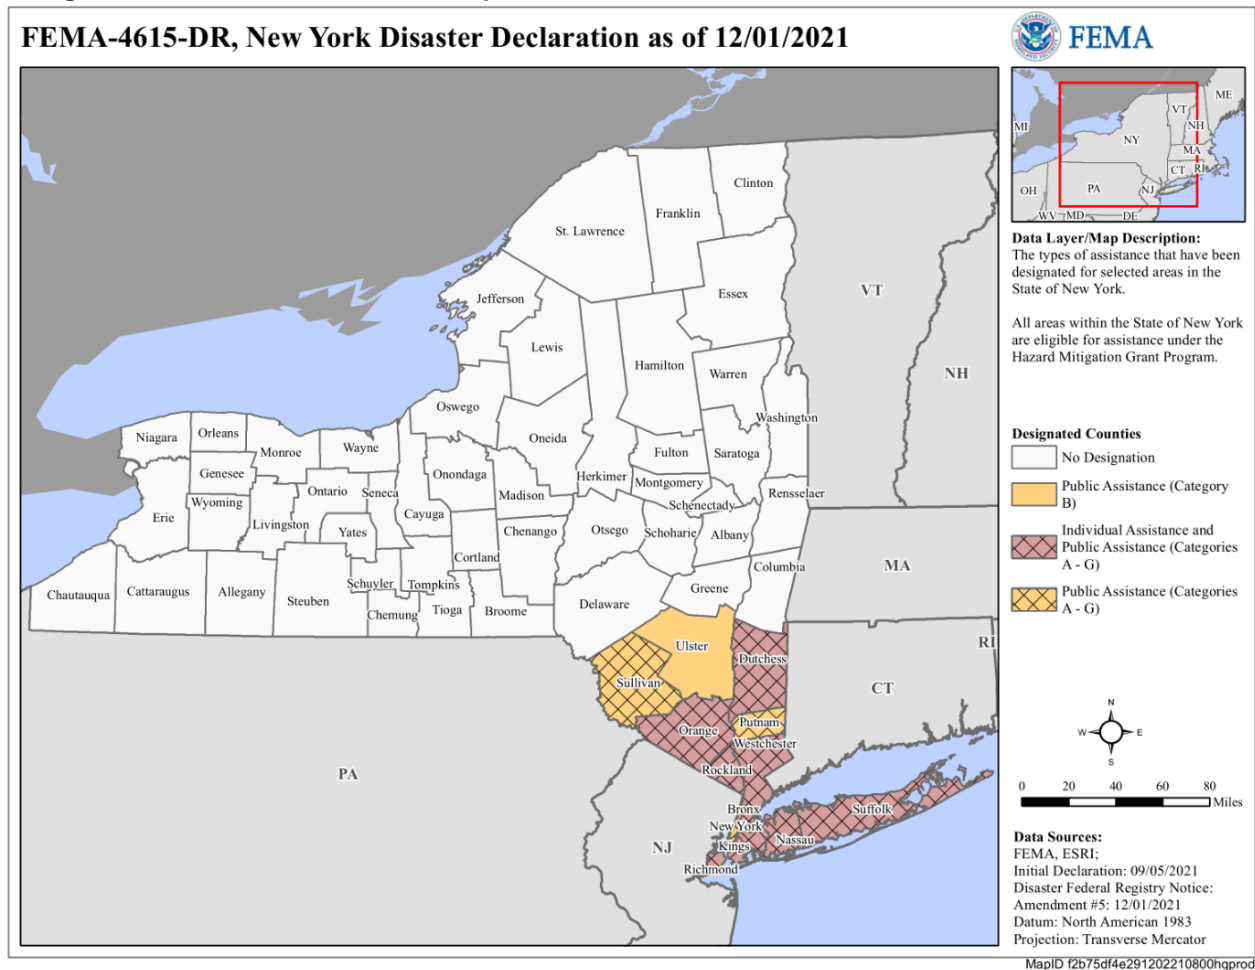 FEMA-4615-DR, New York Disaster Declaration as of 12/01/2021
FEMA
ME
VT
MI
NH
NY
MA
CT
RI
OH
PA
NJ
WV
MD
DE
Data Layer/Map Description:
The types of assistance that have been
designated for selected areas in the
State of New York.
All areas within the State of New York
are eligible for assistance under the
Hazard Mitigation Grant Program.
Designated Counties
No Designation
Public Assistance (Category
B)
Individual Assistance and
Public Assistance (Categories
A - G)
Public Assistance (Categories
A - G)
N
W
E
S
0 20 40 60 80
Miles
Data Sources:
FEMA, ESRI;
Initial Declaration: 09/05/2021
Disaster Federal Registry Notice:
Amendment #5: 12/01/2021
Datum: North American 1983
Projection: Transverse Mercator
MapID f2b75df4e291202210800hqprod
Clinton
Franklin
St. Lawrence
Essex
Jefferson
VT
Lewis
Hamilton
Warren
NH
Oswego
Washington
Niagara
Orleans
Monroe
Wayne
Oneida
Fulton
Saratoga
Genesee
Onondaga
Herkimer
Montgomery
Wyoming
Ontario
Seneca
Madison
Rensselaer
Schenectady
Erie
Livingston
Yates
Cayuga
Chenango
Otsego
Schoharie
Albany
Cortland
MA
Columbia
Chautauqua
Cattaraugus
Allegany
Steuben
Schuyler
Tompkins
Greene
Chemung
Tioga
Broome
Delaware
Ulster
RI
Dutchess
Sullivan
CT
Putnam
Orange
Westchester
Rockland
PA
Bronx
Suffolk
New York
NJ
Kings
Nassau
Richmond